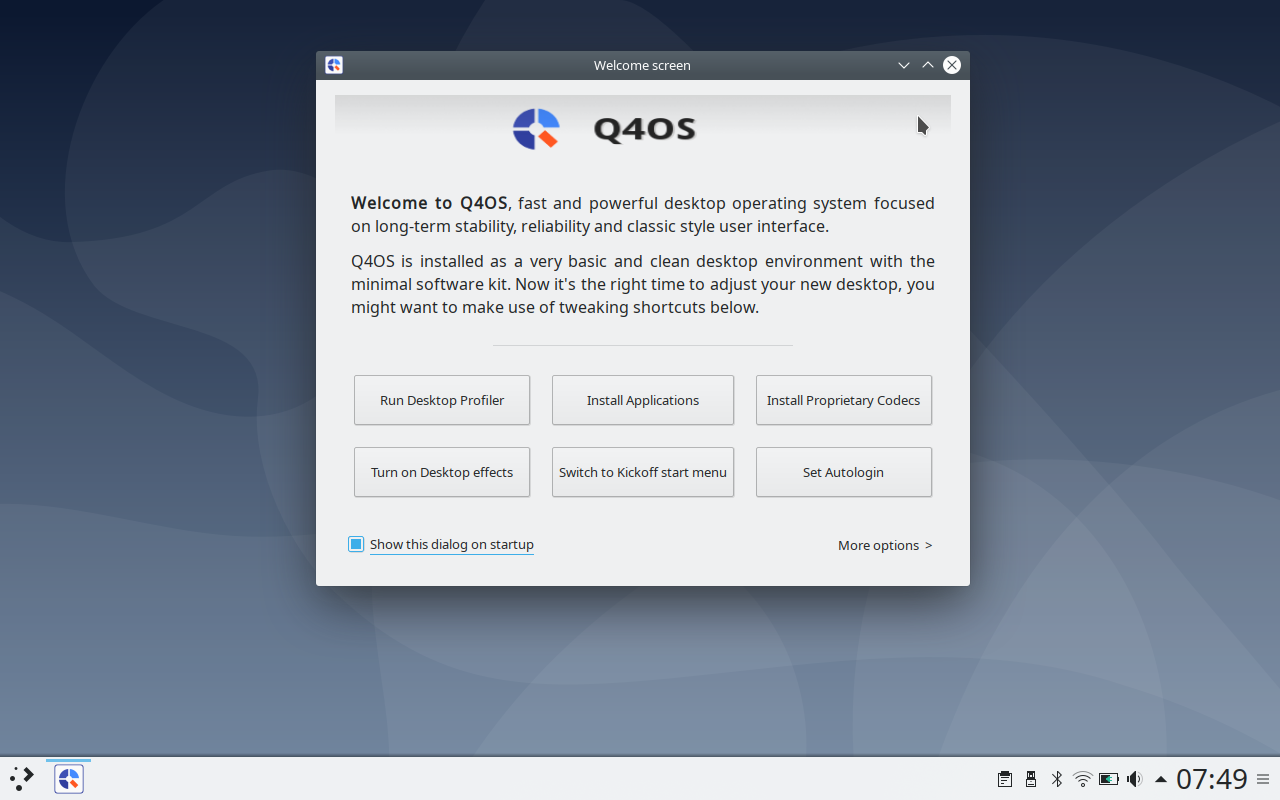 Welcome screen
Q4OS
Welcome to Q4OS, fast and powerful desktop operating system focused
on long-term stability, reliability and classic style user interface.
Q4OS is installed as a very basic and clean desktop environment with the
minimal software kit. Now it's the right time to adjust your new desktop, you
might want to make use of tweaking shortcuts below.
Run Desktop Profiler
Install Applications
Install Proprietary Codecs
Turn on Desktop effects
Switch to Kickoff start menu
Set Autologin
Show this dialog on startup
More options >
07:49